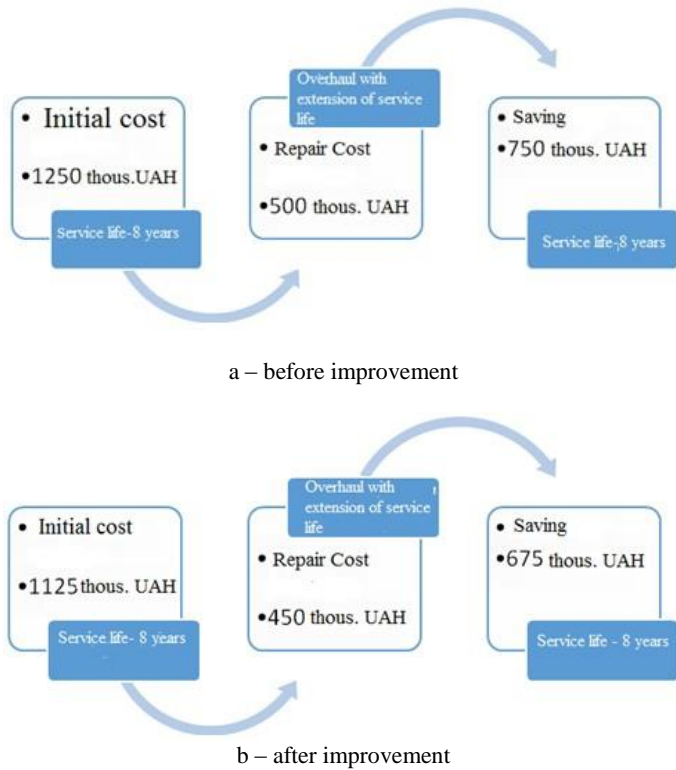 • Initial cost
•1250 thous.UAH
Service life-8 years
Overhaul with
extension of service
life
• Repair Cost
•500 thous. UAH
• Saving
•750 thous. UAH
Service life-,8 years
a – before improvement
• Initial cost
•1125 thous. UAH
Service life- 8 years
Overhaul with
extension of service
life
• Repair Cost
•450 thous. UAH
• Saving
•675 thous. UAH
Service life - 8 years
b – after improvement